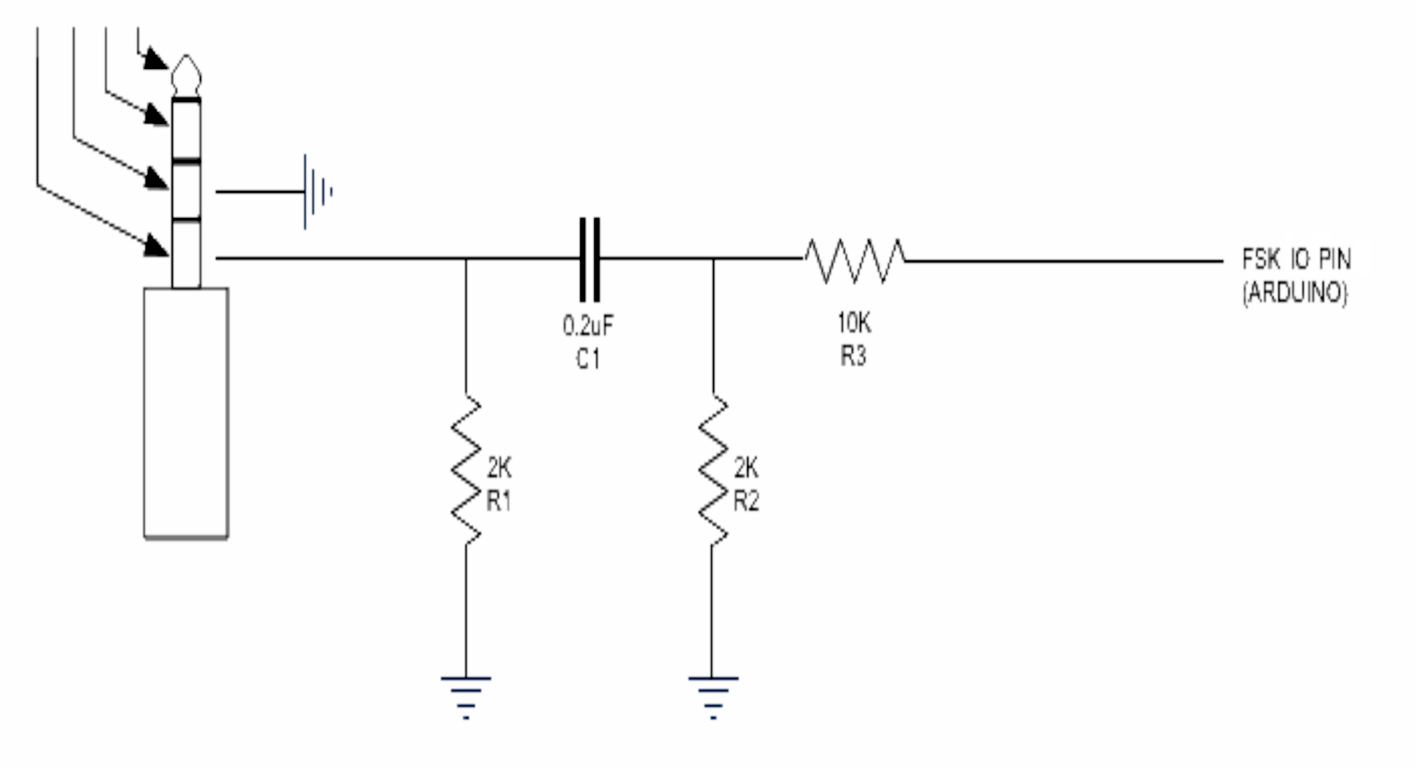 FSK IO PIN
(ARDUINO)
0.2uF
C1
10K
R3
2K
R1
2K
R2